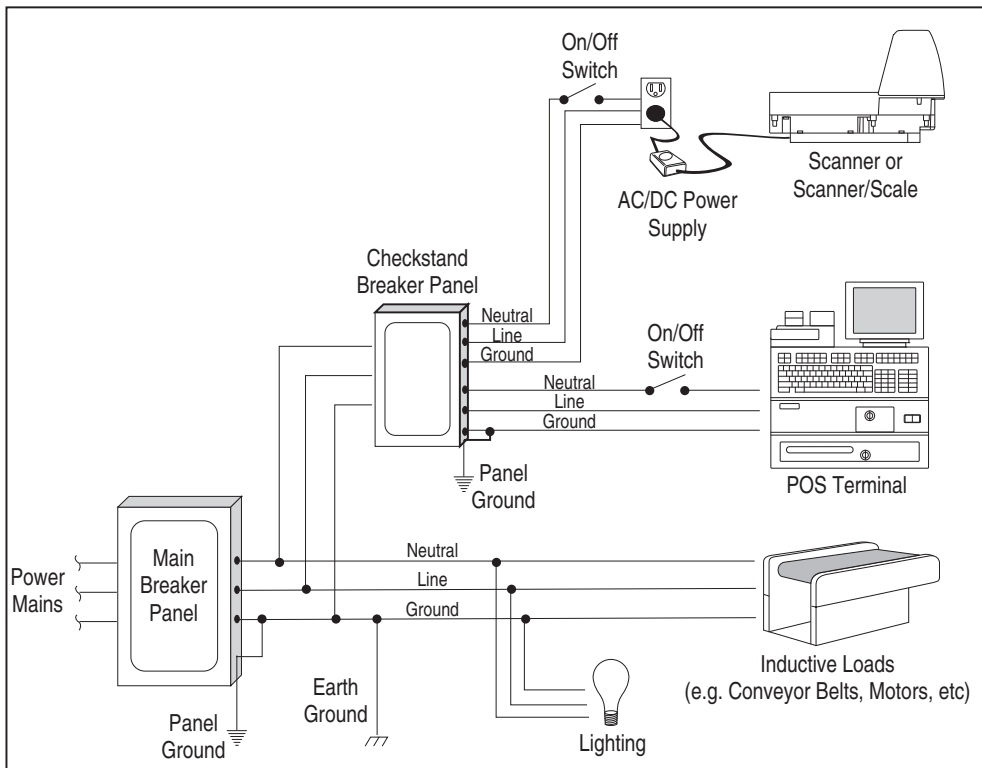 On/Off
Switch
Scanner or
Scanner/Scale
AC/DC Power
Supply
Checkstand
Breaker Panel
Neutral
Line
Ground
On/Off
Switch
Neutral
Line
Ground
Panel
Ground
POS Terminal
Main
Breaker
Panel
Power
Mains
Neutral
Line
Ground
Inductive Loads
(e.g. Conveyor Belts, Motors, etc)
Earth
Ground
Panel
Ground
Lighting